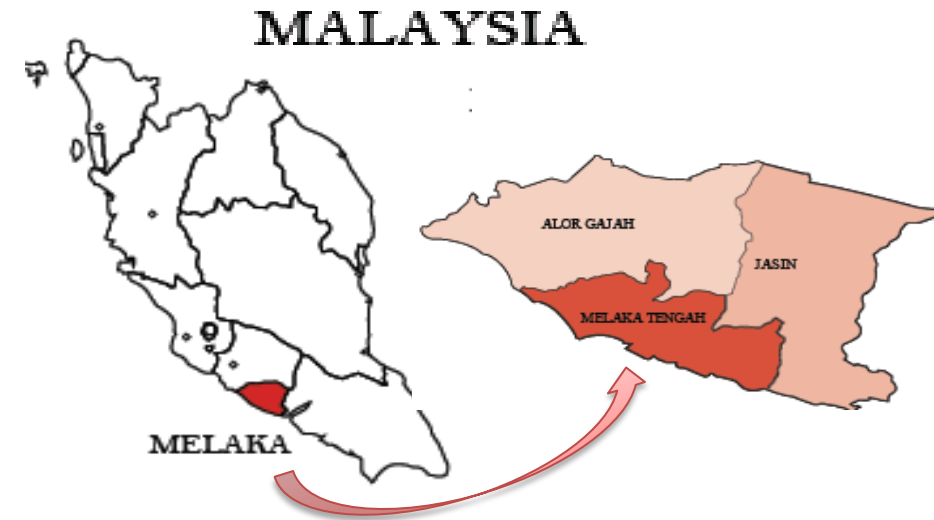 MALAYSIA
ALOR GAJAH
JASIN
MELAKA TENGAH
MELAKA